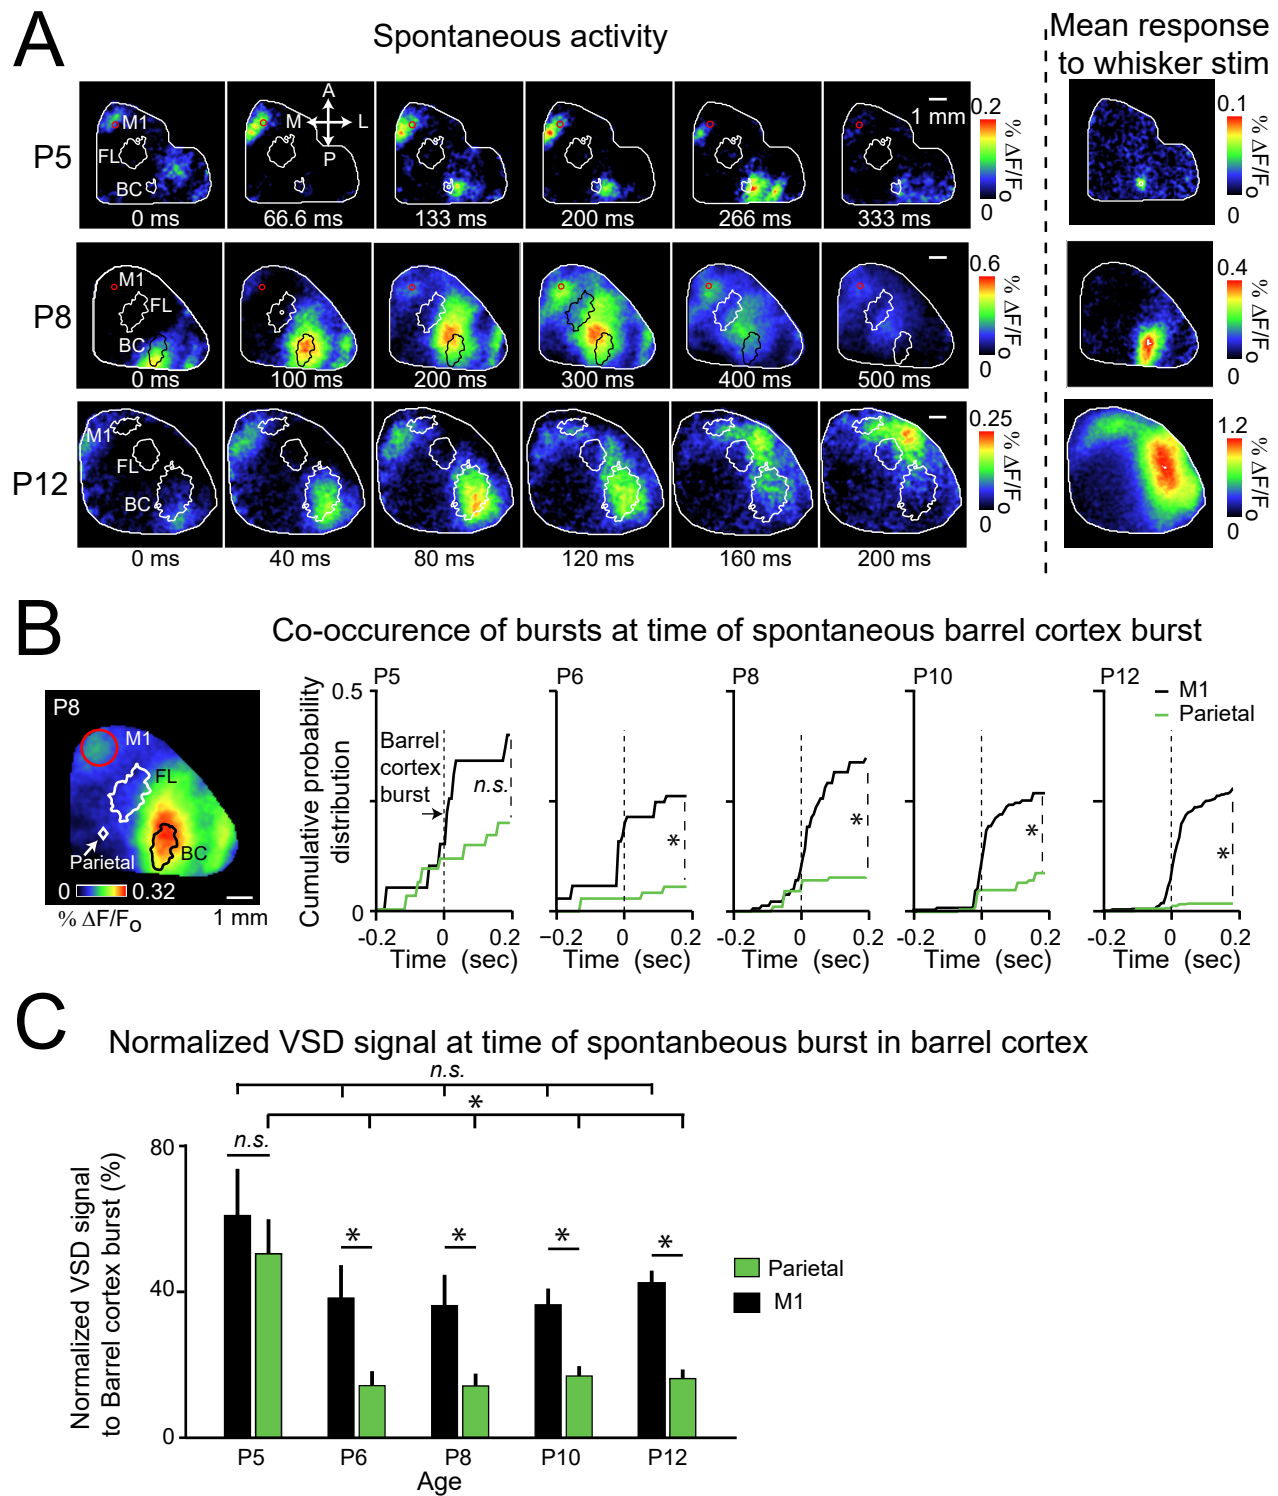 A
Spontaneous activity
Mean response
to whisker stim
P5
M1
FL
BC
0 ms
A
M
L
P
66.6 ms
133 ms
200 ms
266 ms
1 mm
333 ms
0.2
% ΔF/Fo
0
0.1
% ΔF/Fo
0
P8
M1
FL
BC
0 ms
100 ms
200 ms
300 ms
400 ms
500 ms
0.6
% ΔF/Fo
0
0.4
% ΔF/Fo
0
P12
M1
FL
BC
0 ms
40 ms
80 ms
120 ms
160 ms
200 ms
0.25
% ΔF/Fo
0
1.2
% ΔF/Fo
0
B
Co-occurence of bursts at time of spontaneous barrel cortex burst
P8
M1
FL
Parietal
BC
0
0.32
% ΔF/Fo
1 mm
Cumulative probability
distribution
P5
0.5
Barrel
cortex
burst
n.s.
0
-0.2
0
0.2
Time (sec)
P6
*
−0.2
0
0.2
Time (sec)
P8
*
-0.2
0
0.2
Time (sec)
P10
*
-0.2
0
0.2
Time (sec)
P12
M1
Parietal
*
-0.2
0
0.2
Time (sec)
C
Normalized VSD signal at time of spontanbeous burst in barrel cortex
n.s.
*
n.s.
*
*
*
*
Normalized VSD signal
to Barrel cortex burst (%)
80
40
0
P5
P6
P8
P10
P12
Age
Parietal
M1